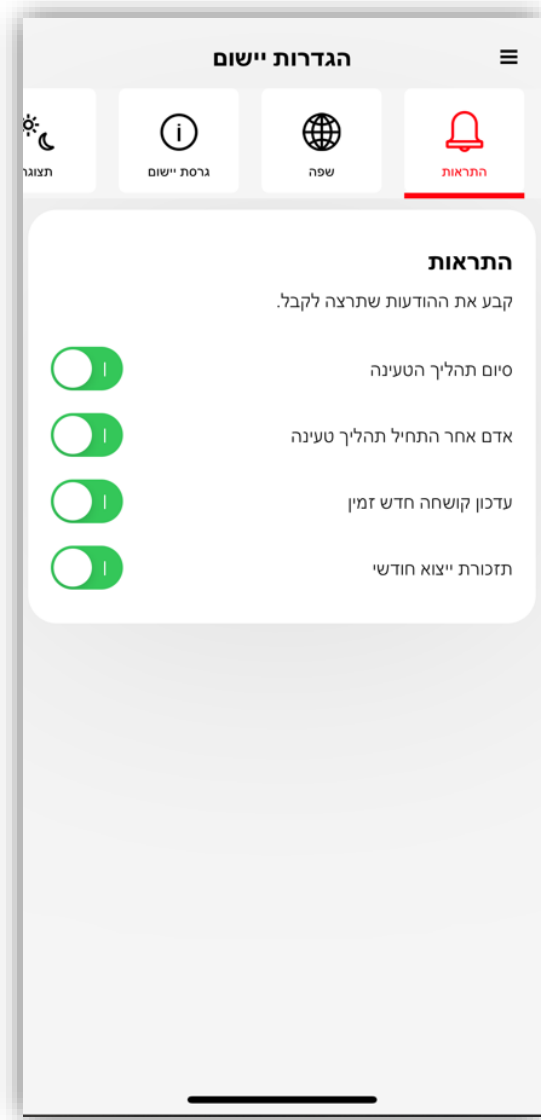 הגדרות יישום
התראות
שפה
גרסת יישום
התראות
קבע את ההודעות שתרצה לקבל.
סיום תהליך הטעינה
אדם אחר התחיל תהליך טעינה
עדכון קושחה חדש זמין
תזכורת ייצוא חודשי